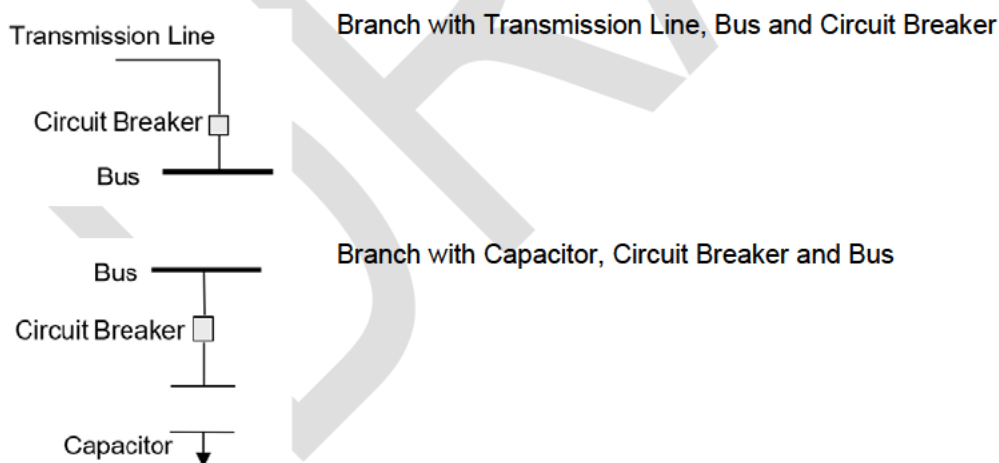 Branch with Transmission Line, Bus and Circuit Breaker
Transmission Line
Circuit Breaker
Bus
Branch with Capacitor, Circuit Breaker and Bus
Bus
Circuit Breaker
Capacitor